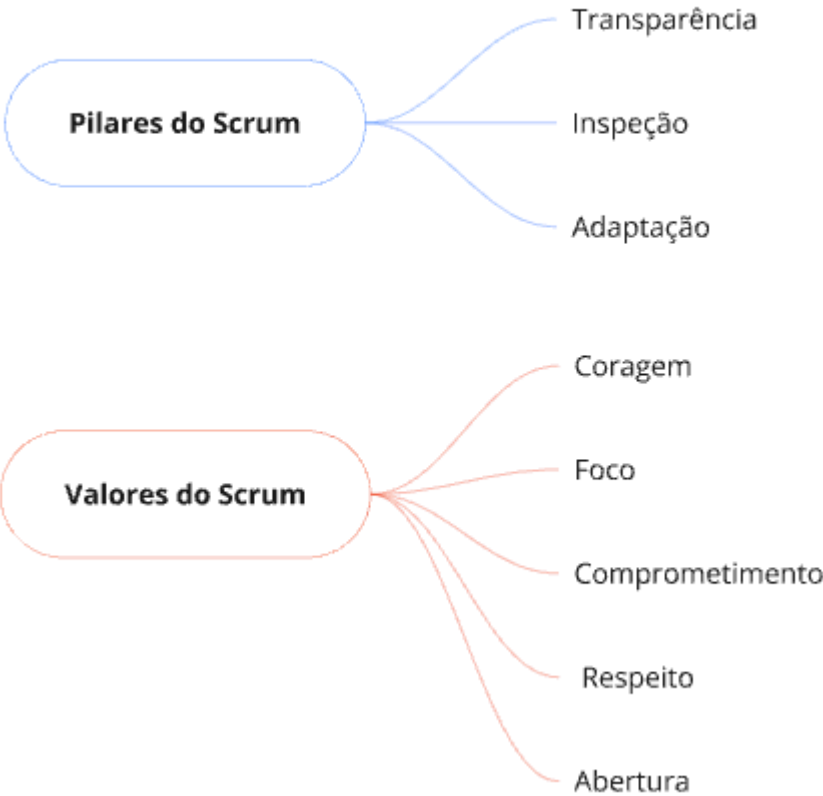 Pilares do Scrum
Transparência
Inspeção
Adaptação
Valores do Scrum
Coragem
Foco
Comprometimento
Respeito
Abertura